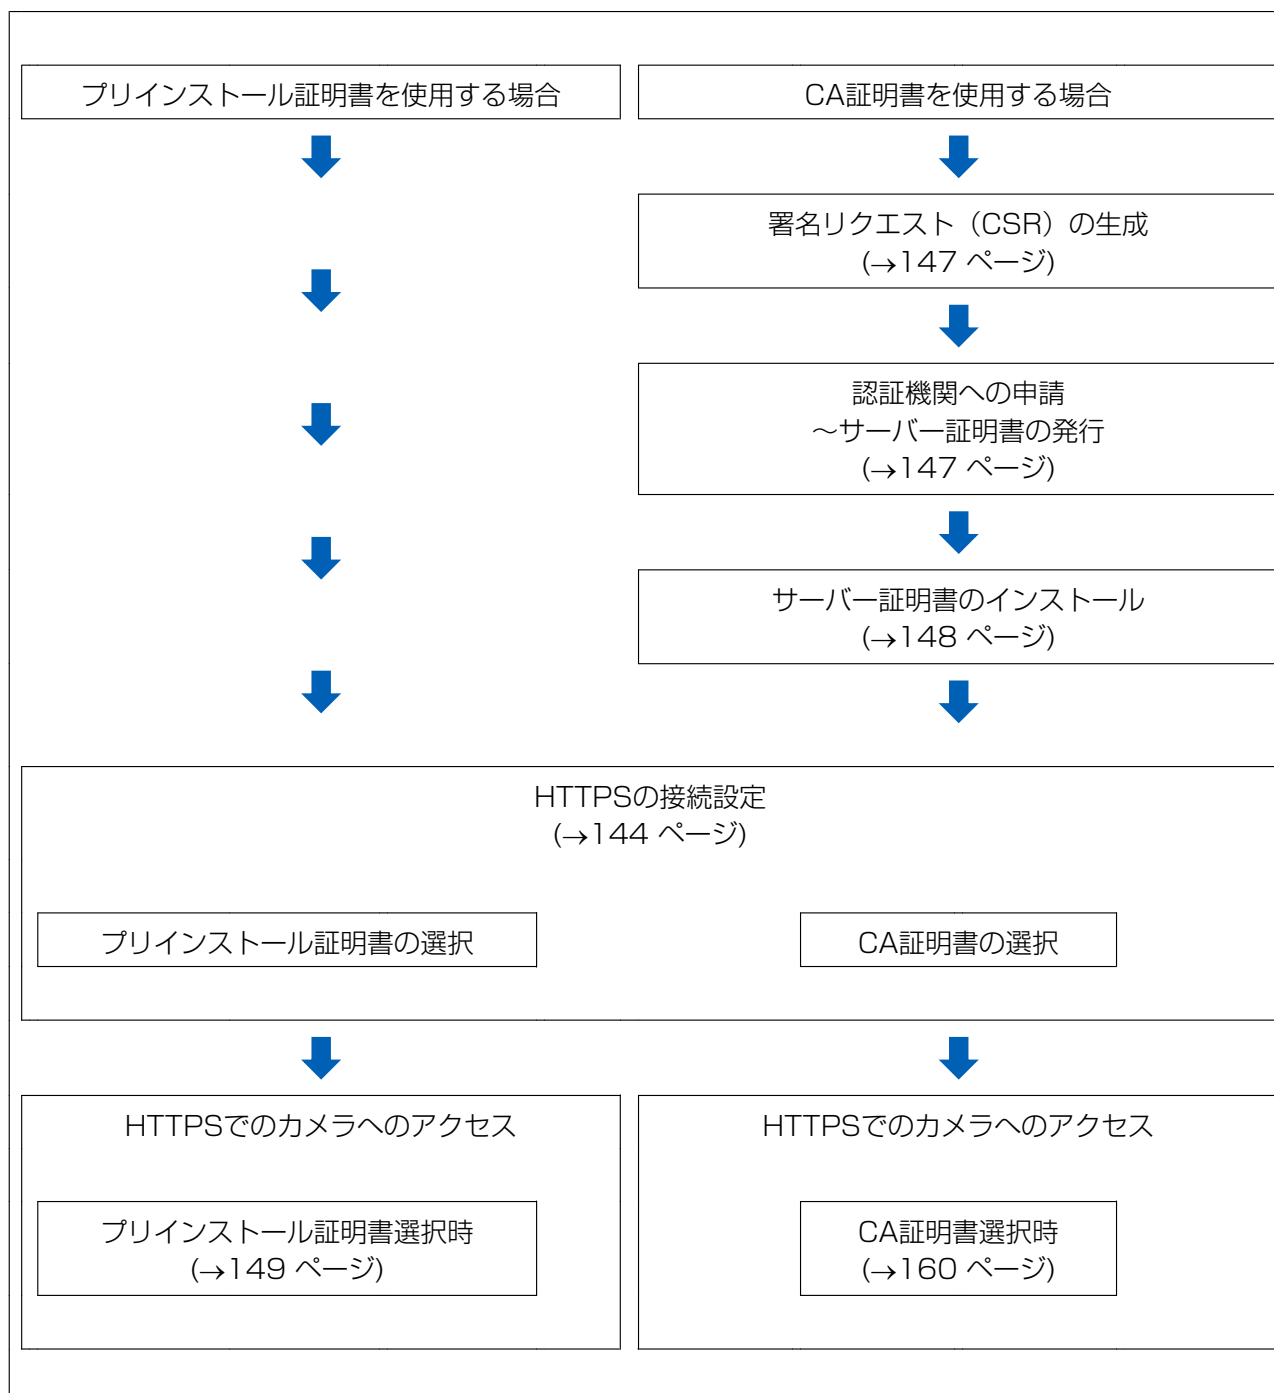 プリインストール証明書を使用する場合
CA証明書を使用する場合
署名リクエスト（CSR）の生成
(→147 ページ)
認証機関への申請
～サーバー証明書の発行
(→147 ページ)
サーバー証明書のインストール
(→148 ページ)
HTTPSの接続設定
(→144 ページ)
プリインストール証明書の選択
CA証明書の選択
HTTPSでのカメラへのアクセス
プリインストール証明書選択時
(→149 ページ)
HTTPSでのカメラへのアクセス
CA証明書選択時
(→160 ページ)